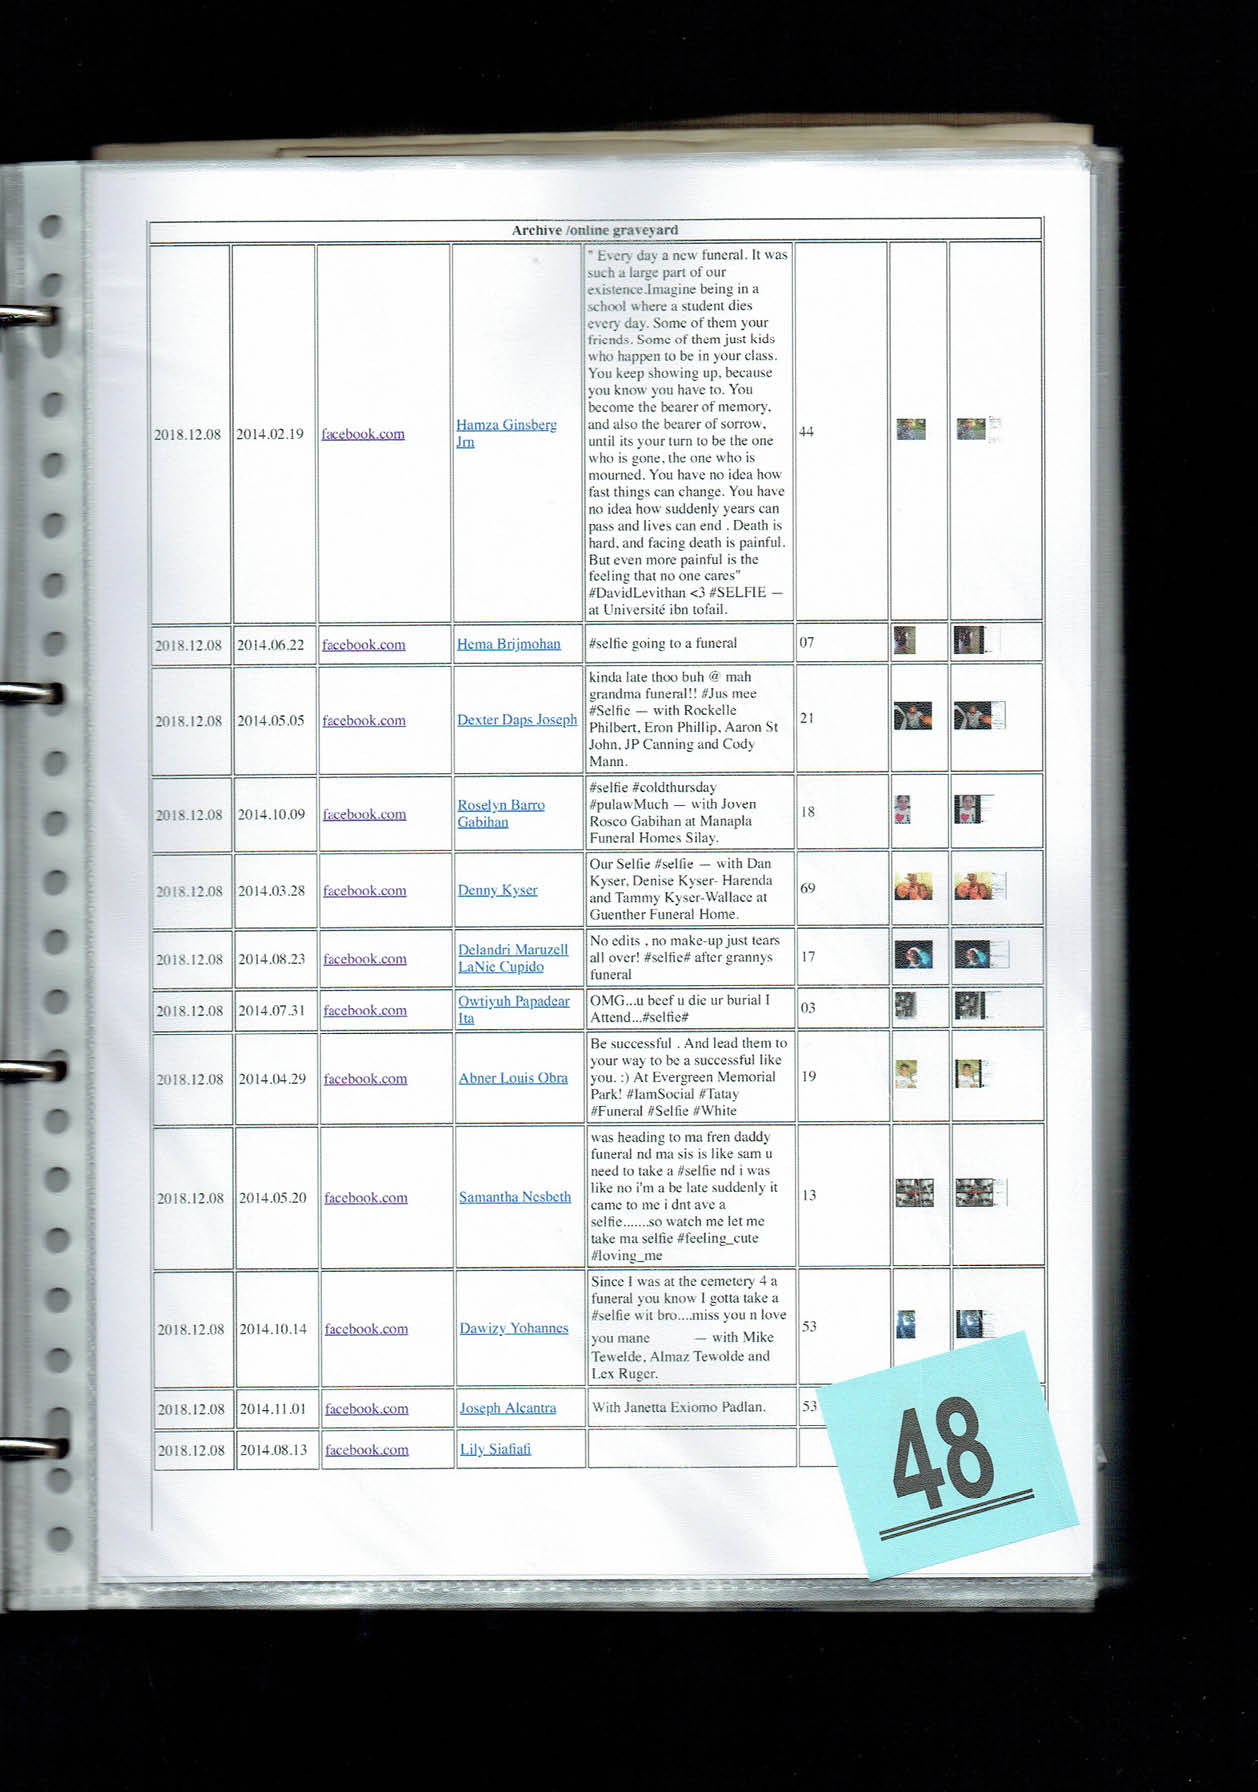 Archive /online graveyard
2018.12.08
2014.02.19
facebook.com
Hamza Ginsberg
Jrn
" Every day a new funeral. It was
such a large part of our
existence.Imagine being in a
school where a student dies
every day. Some of them your
friends. Some of them just kids
who happen to be in your class.
You keep showing up, because
you know you have to. You
become the bearer of memory,
and also the bearer of sorrow,
until its your turn to be the one
who is gone, the one who is
mourned. You have no idea how
fast things can change. You have
no idea how suddenly years can
pass and lives can end . Death is
hard, and facing death is painful.
But even more painful is the
feeling that no one cares"
#DavidLevithan <3 #SELFIE —
at Université ibn tofail.
44
2018.12.08
2014.06.22
facebook.com
Hema Brijmohan
#selfie going to a funeral
07
2018.12.08
2014.05.05
facebook.com
Dexter Daps Joseph
kinda late thoo buh @ mah
grandma funeral!! #Jus mee
#Selfie — with Rockelle
Philbert, Eron Phillip, Aaron St
John, JP Canning and Cody
Mann.
21
2018.12.08
2014.10.09
facebook.com
Roselyn Barro
Gabihan
#selfie #coldthursday
#pulawMuch — with Joven
Rosco Gabihan at Manapla
Funeral Homes Silay.
18
2018.12.08
2014.03.28
facebook.com
Denny Kyser
Our Selfie #selfie — with Dan
Kyser, Denise Kyser- Harenda
and Tammy Kyser-Wallace at
Guenther Funeral Home.
69
2018.12.08
2014.08.23
facebook.com
Delandri Maruzell
LaNie Cupido
No edits , no make-up just tears
all over! #selfie# after grannys
funeral
17
2018.12.08
2014.07.31
facebook.com
Owtiyuh Papadear
Ita
OMG...u beef u die ur burial I
Attend...#selfie#
03
2018.12.08
2014.04.29
facebook.com
Abner Louis Obra
Be successful . And lead them to
your way to be a successful like
you. :) At Evergreen Memorial
Park! #IamSocial #Tatay
#Funeral #Selfie #White
19
2018.12.08
2014.05.20
facebook.com
Samantha Nesbeth
was heading to ma fren daddy
funeral nd ma sis is like sam u
need to take a #selfie nd i was
like no i'm a be late suddenly it
came to me i dnt ave a
selfie.......so watch me let me
take ma selfie #feeling_cute
#loving_me
13
2018.12.08
2014.10.14
facebook.com
Dawizy Yohannes
Since I was at the cemetery 4 a
funeral you know I gotta take a
#selfie wit bro....miss you n love
you mane — with Mike
Tewelde, Almaz Tewolde and
Lex Ruger.
53
2018.12.08
2014.11.01
facebook.com
Joseph Alcantra
With Janetta Exiomo Padlan.
53
2018.12.08
2014.08.13
facebook.com
Lily Siafiafi
48